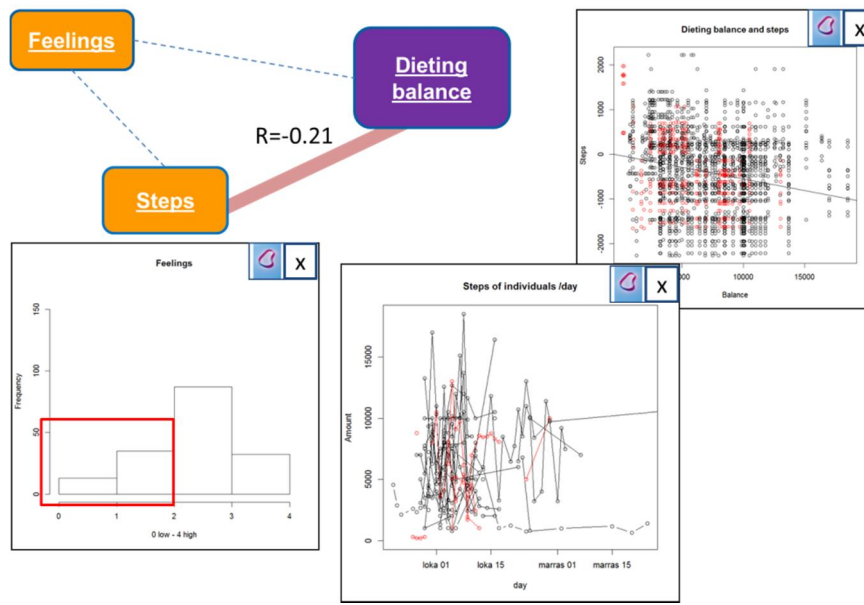 Feelings
Dieting
balance
R=-0.21
Steps
Dieting balance and steps
X
Steps
2000
1000
0
-1000
-2000
10000
15000
Balance
Feelings
X
Frequency
150
100
50
0
0
1
2
3
4
0 low - 4 high
Steps of individuals /day
X
Amount
15000
10000
5000
0
loka 01
loka 15
marras 01
marras 15
day